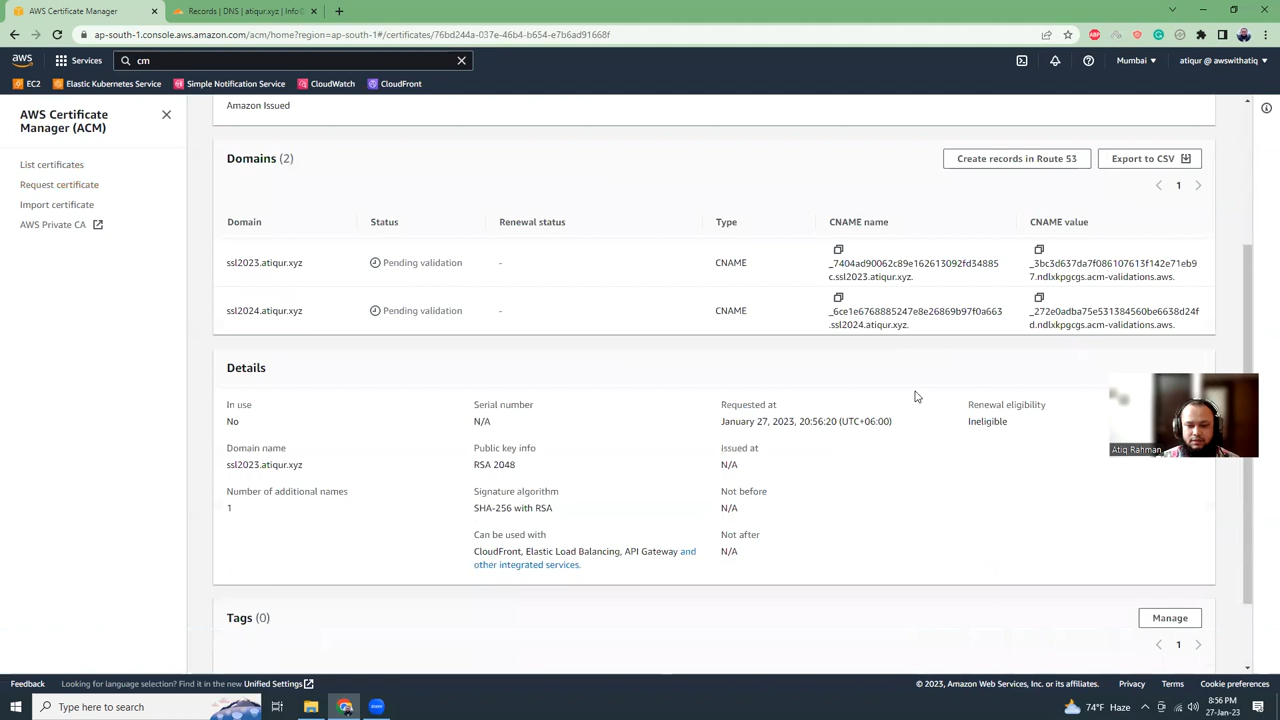 AWS Certificate Manager
Records | DNS | atiqur.xyz | Info
ap-south-1.console.aws.amazon.com/acm/home?region=ap-south-1#/certificates/76bd244a-037e-46b4-b654-e7b6ad91668f
aws
Services
cm
Mumbai
atiqur @ awswithatiq
EC2
Elastic Kubernetes Service
Simple Notification Service
CloudWatch
CloudFront
AWS Certificate
Manager (ACM)
List certificates
Request certificate
Import certificate
AWS Private CA
Amazon Issued
Domains (2)
Create records in Route 53
Export to CSV
1
Domain
Status
Renewal status
Type
CNAME name
CNAME value
ssl2023.atiqur.xyz
Pending validation
-
CNAME
_7404ad90062c89e162613092fd34885
c.ssl2023.atiqur.xyz.
_3bc3d637da7f086107613f142e71eb9
7.ndlxkpgcgs.acm-validations.aws.
ssl2024.atiqur.xyz
Pending validation
-
CNAME
_6ce1e6768885247e8e26869b97f0a663
.ssl2024.atiqur.xyz.
_272e0adba75e531384560be6638d24f
d.ndlxkpgcgs.acm-validations.aws.
Details
In use
No
Domain name
ssl2023.atiqur.xyz
Number of additional names
1
Serial number
N/A
Public key info
RSA 2048
Signature algorithm
SHA-256 with RSA
Can be used with
CloudFront, Elastic Load Balancing, API Gateway and
other integrated services.
Requested at
January 27, 2023, 20:56:20 (UTC+06:00)
Issued at
N/A
Not before
N/A
Not after
N/A
Renewal eligibility
Ineligible
Atiq Rahman
Tags (0)
Manage
1
Feedback
Looking for language selection? Find it in the new Unified Settings
© 2023, Amazon Web Services, Inc. or its affiliates.
Privacy
Terms
Cookie preferences
Type here to search
zoom
74°F Haze
8:56 PM
27-Jan-23